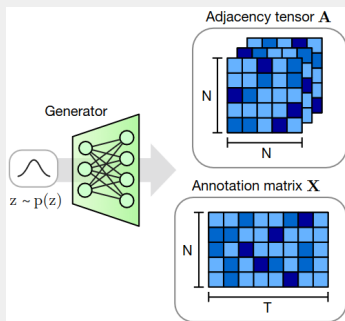 Adjacency tensor A
N
N
Generator
z ~ p(z)
Annotation matrix X
N
T